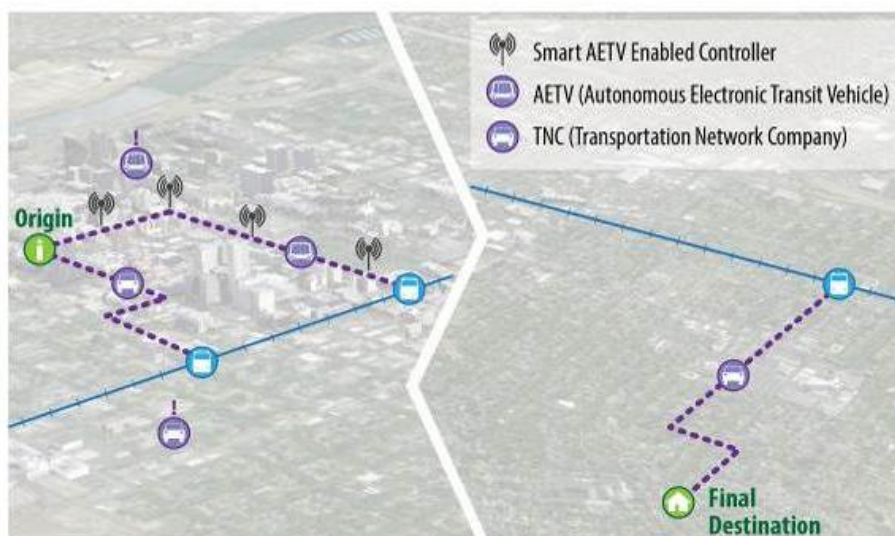 Smart AETV Enabled Controller
AETV (Autonomous Electronic Transit Vehicle)
TNC (Transportation Network Company)
!
Origin
!
Final
Destination